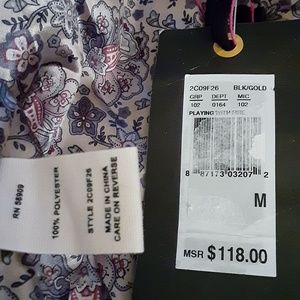 RN 58909
100% POLYESTER
STYLE 2C09F26
MADE IN CHINA
CARE ON REVERSE
2C09F26 BLK/GOLD
GRP DEPT MIC
102 0164 102
PLAYING WITH FIRE
8 87173 03207 2
M
MSR $118.00